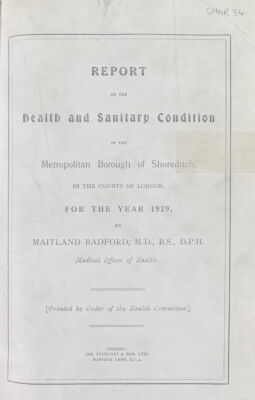 SHOR 34
REPORT
ON THE
Health and Sanitary Condition
OF THE
Metropolitan Borough of Shoreditch,
IN THE COUNTY OF LONDON,
FOR THE YEAR 1929,
BY
MAITLAND RADFORD, M.D., B.S., D.P.H.
Medical Officer of Health.
[Printed by Order of the Health Committee]
LONDON:
JAS. TRUSCOTT & SON, LTD.
SUFFOLK LANE, E.C. 4.